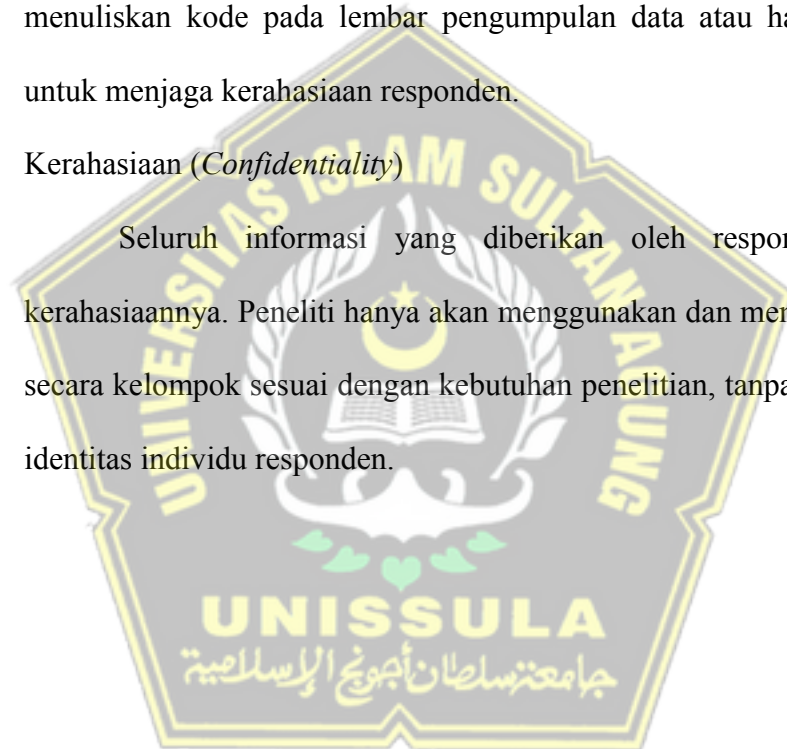 menuliskan kode pada lembar pengumpulan data atau ha
untuk menjaga kerahasiaan responden.
Kerahasiaan (Confidentiality)
Seluruh informasi yang diberikan oleh respon
kerahasiaannya. Peneliti hanya akan menggunakan dan men
secara kelompok sesuai dengan kebutuhan penelitian, tanpa
identitas individu responden.
UNIVERSITAS ISLAM SULTAN AGUNG
UNISSULA
جامعتنسلطان أجونج الإسلامية